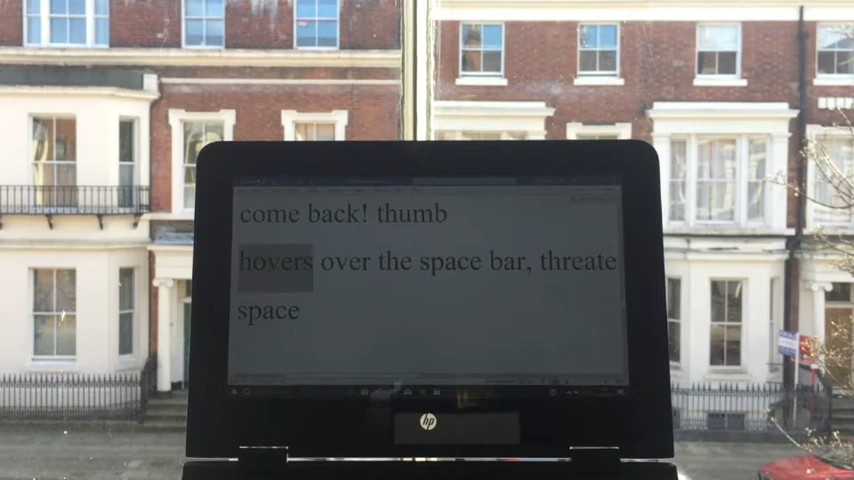 come back! thumb
hovers over the space bar, threate
space
hp